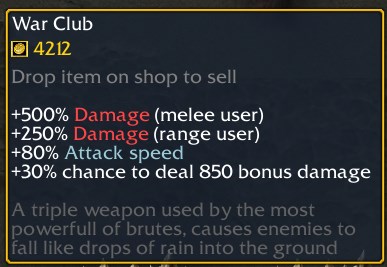 War Club
4212
Drop item on shop to sell
+500% Damage (melee user)
+250% Damage (range user)
+80% Attack speed
+30% chance to deal 850 bonus damage
A triple weapon used by the most
powerfull of brutes, causes enemies to
fall like drops of rain into the ground